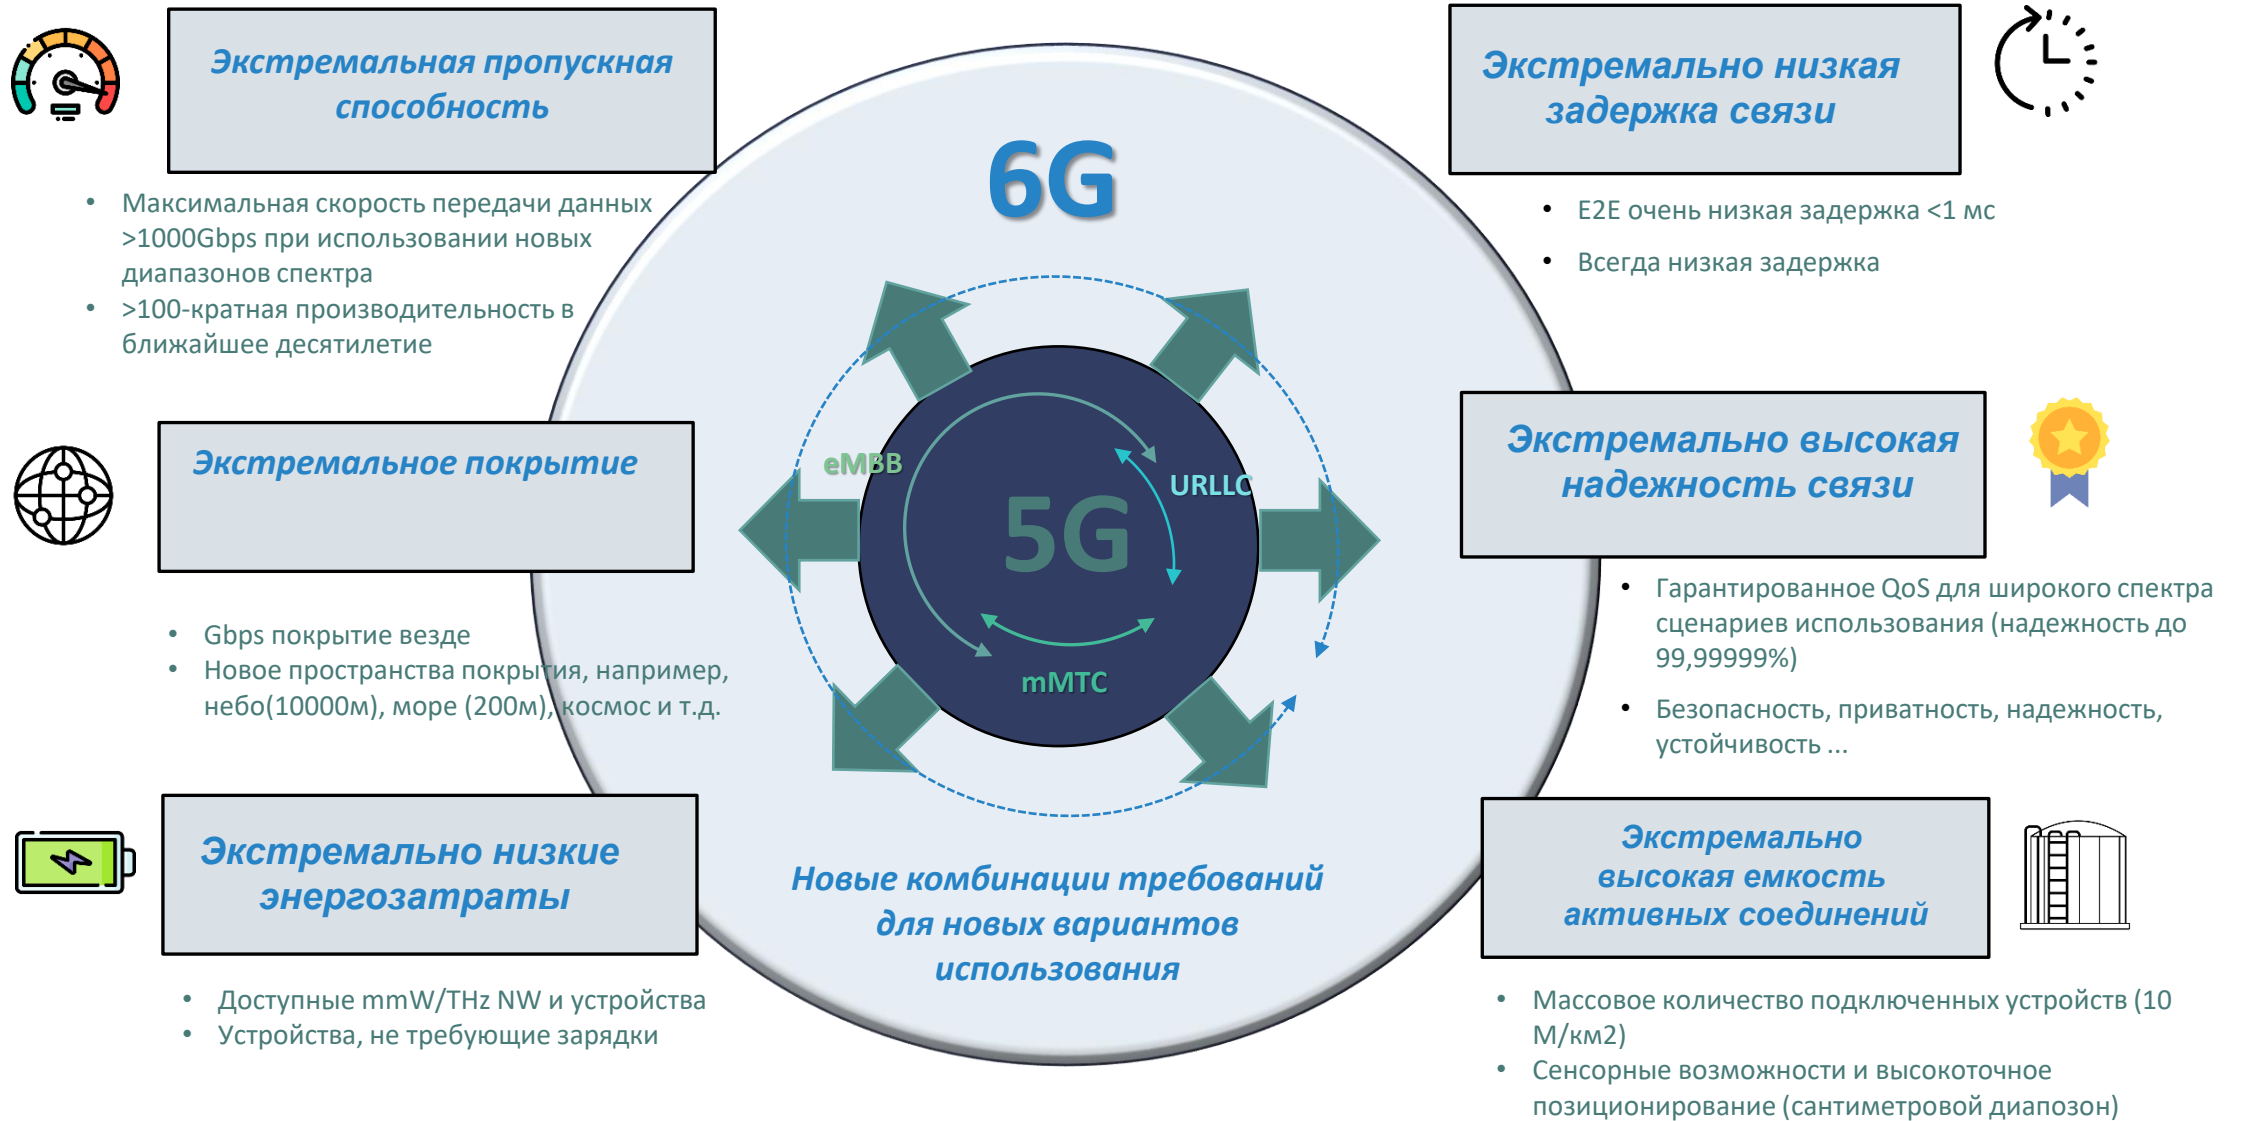 Экстремальная пропускная
способность
Максимальная скорость передачи данных
>1000Gbps при использовании новых
диапазонов спектра
>100-кратная производительность в
ближайшее десятилетие
Экстремальное покрытие
Gbps покрытие везде
Новое пространства покрытия, например,
небо(10000м), море (200м), космос и т.д.
Экстремально низкие
энергозатраты
Доступные mmW/THz NW и устройства
Устройства, не требующие зарядки
6G
eMBB
URLLC
5G
mMTC
Новые комбинации требований
для новых вариантов
использования
Экстремально низкая
задержка связи
E2E очень низкая задержка <1 мс
Всегда низкая задержка
Экстремально высокая
надежность связи
Гарантированное QoS для широкого спектра
сценариев использования (надежность до
99,99999%)
Безопасность, приватность, надежность,
устойчивость ...
Экстремально
высокая емкость
активных соединений
Массовое количество подключенных устройств (10
М/км2)
Сенсорные возможности и высокоточное
позиционирование (сантиметровой диапозон)